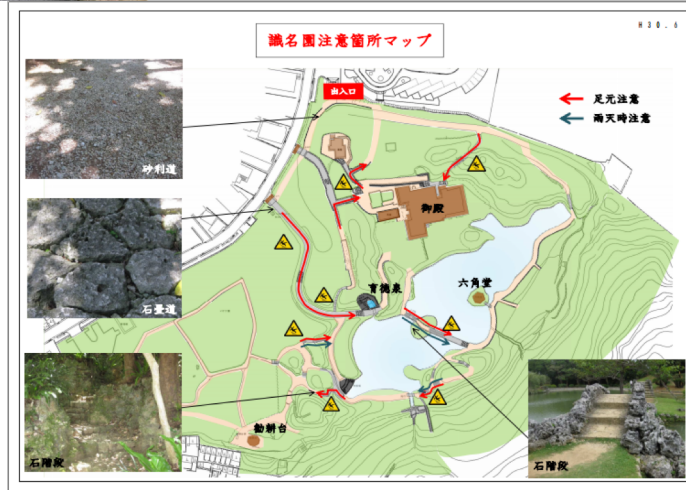 H30.6
識名園注意箇所マップ
出入口
足元注意
雨天時注意
砂利道
御殿
石畳道
育徳泉
六角堂
勧耕台
石階段
石階段